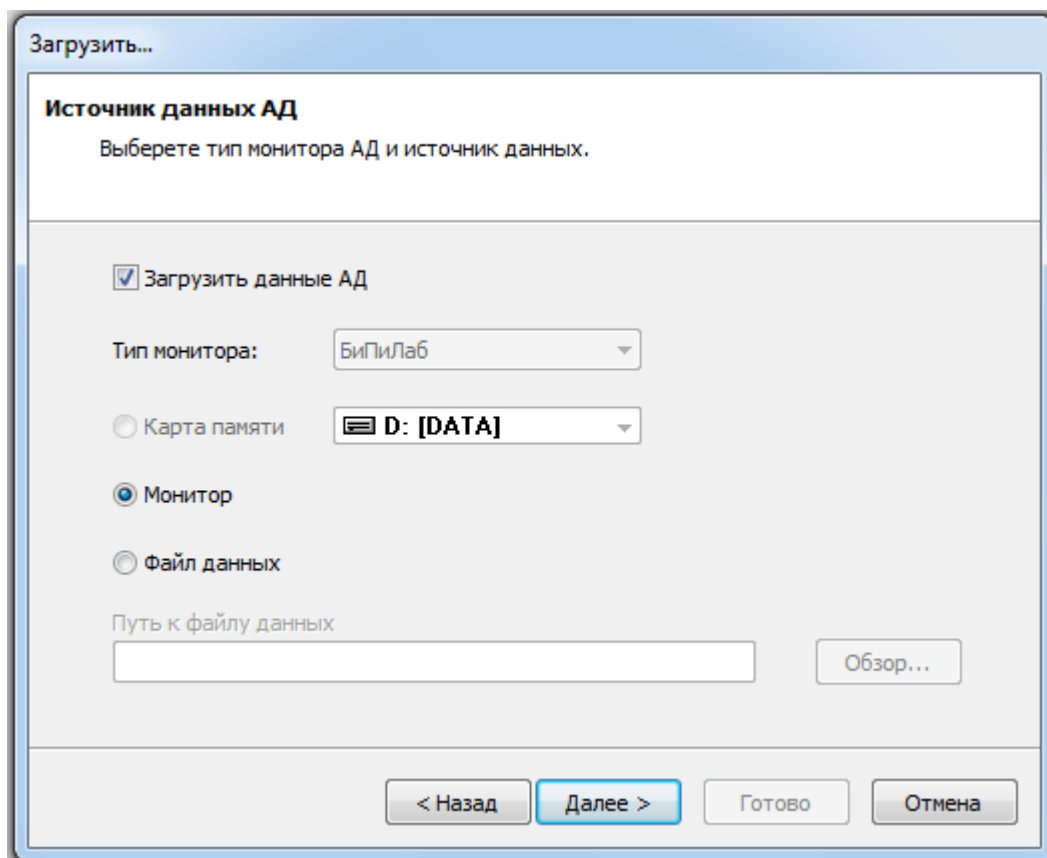 Загрузить...
Источник данных АД
Выберете тип монитора АД и источник данных.
Загрузить данные АД
Тип монитора: БиПиЛаб
Карта памяти D: [DATA]
Монитор
Файл данных
Путь к файлу данных
Обзор...
< Назад Далее > Готово Отмена